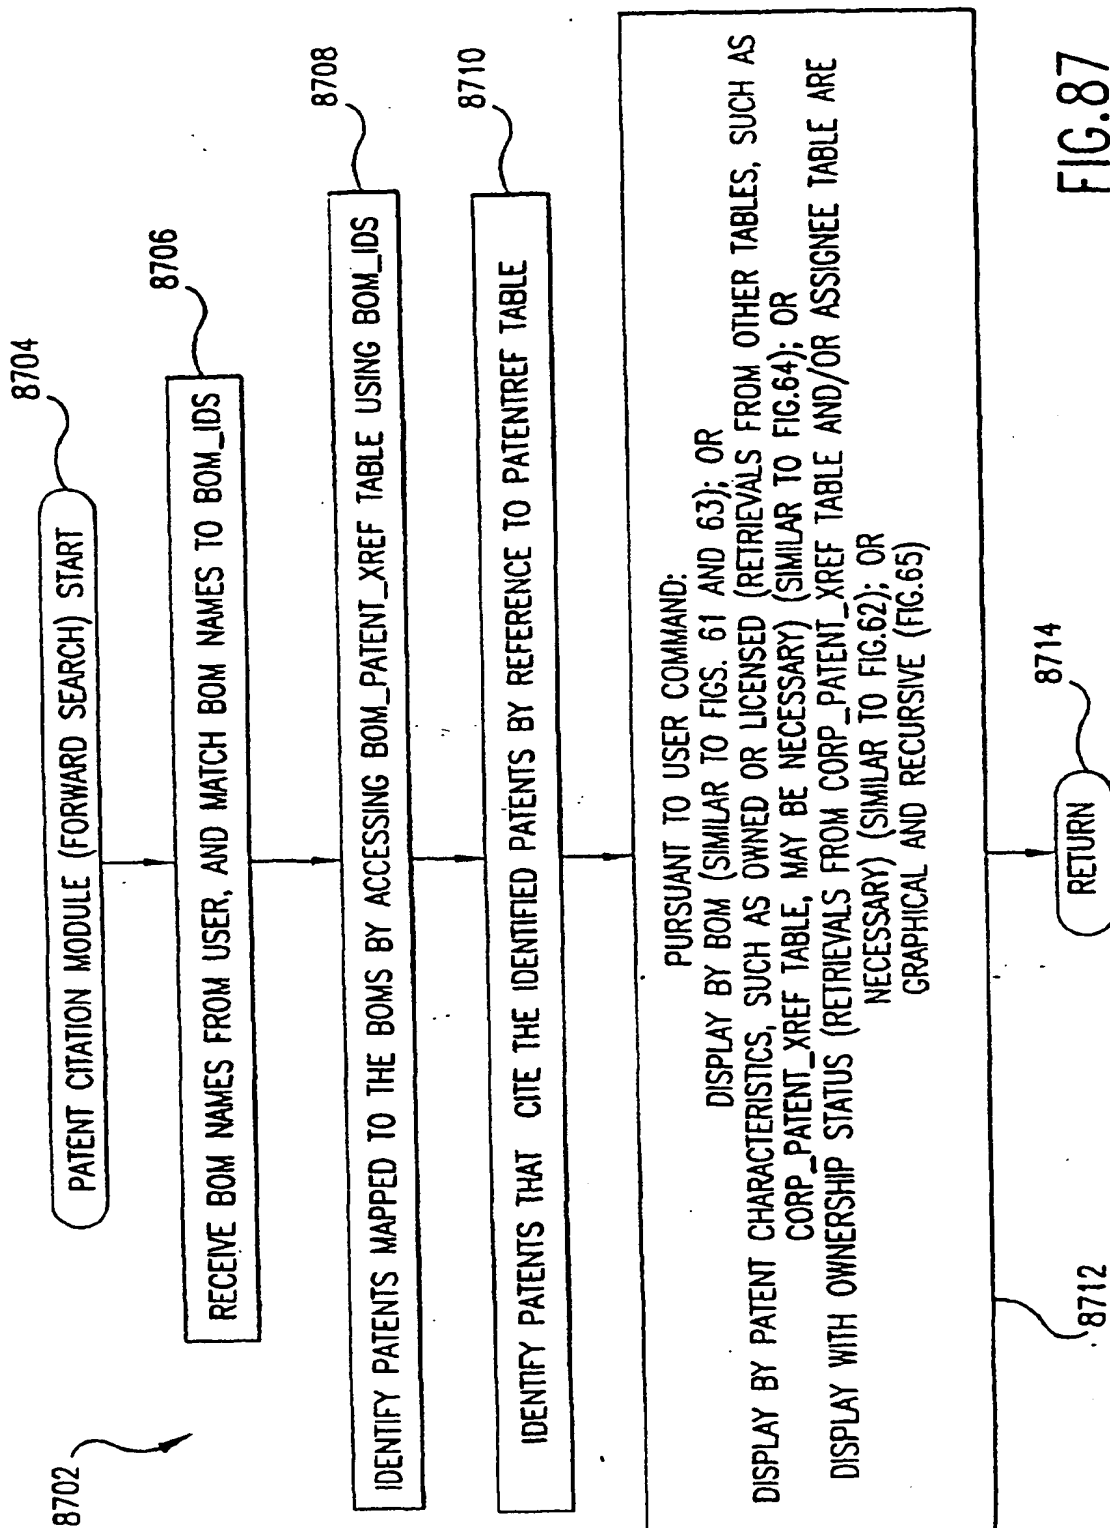 8702
8704
PATENT CITATION MODULE (FORWARD SEARCH) START
8706
RECEIVE BOM NAMES FROM USER, AND MATCH BOM NAMES TO BOM_IDS
8708
IDENTIFY PATENTS MAPPED TO THE BOMS BY ACCESSING BOM_PATENT_XREF TABLE USING BOM_IDS
8710
IDENTIFY PATENTS THAT CITE THE IDENTIFIED PATENTS BY REFERENCE TO PATENTREF TABLE
PURSUANT TO USER COMMAND:
DISPLAY BY BOM (SIMILAR TO FIGS. 61 AND 63); OR
DISPLAY BY PATENT CHARACTERISTICS, SUCH AS OWNED OR LICENSED (RETRIEVALS FROM OTHER TABLES, SUCH AS
CORP_PATENT_XREF TABLE, MAY BE NECESSARY) (SIMILAR TO FIG.64); OR
DISPLAY WITH OWNERSHIP STATUS (RETRIEVALS FROM CORP_PATENT_XREF TABLE AND/OR ASSIGNEE TABLE ARE
NECESSARY) (SIMILAR TO FIG.62); OR
GRAPHICAL AND RECURSIVE (FIG.65)
8712
8714
RETURN
FIG.87